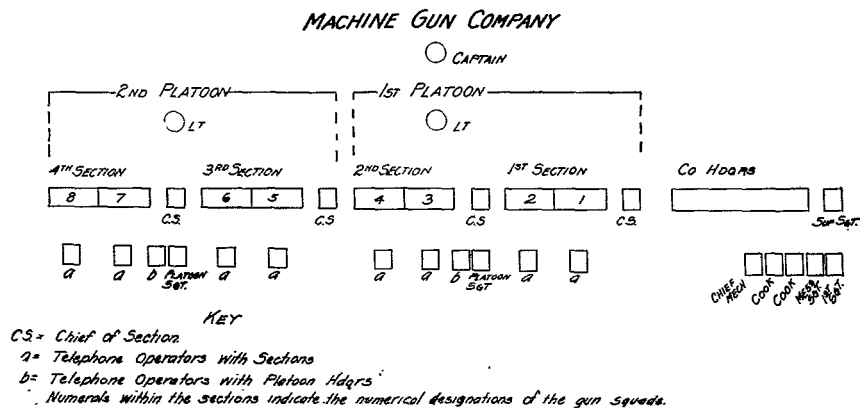 MACHINE GUN COMPANY
CAPTAIN
2ND PLATOON 1ST PLATOON
LT LT
4TH SECTION 3RD SECTION 2ND SECTION 1ST SECTION CO HDQRS
8 7 6 5 4 3 2 1
C.S. C.S C.S C.S. SUP SGT.
a a b PLATOON SGT. a a a a b PLATOON SGT a a CHIEF MECH COOK COOK MESS SGT. 1ST SGT.
KEY
C.S. = Chief of Section.
a = Telephone Operators with Sections
b = Telephone Operators with Platoon Hdqrs
Numerals within the sections indicate the numerical designations of the gun squads.